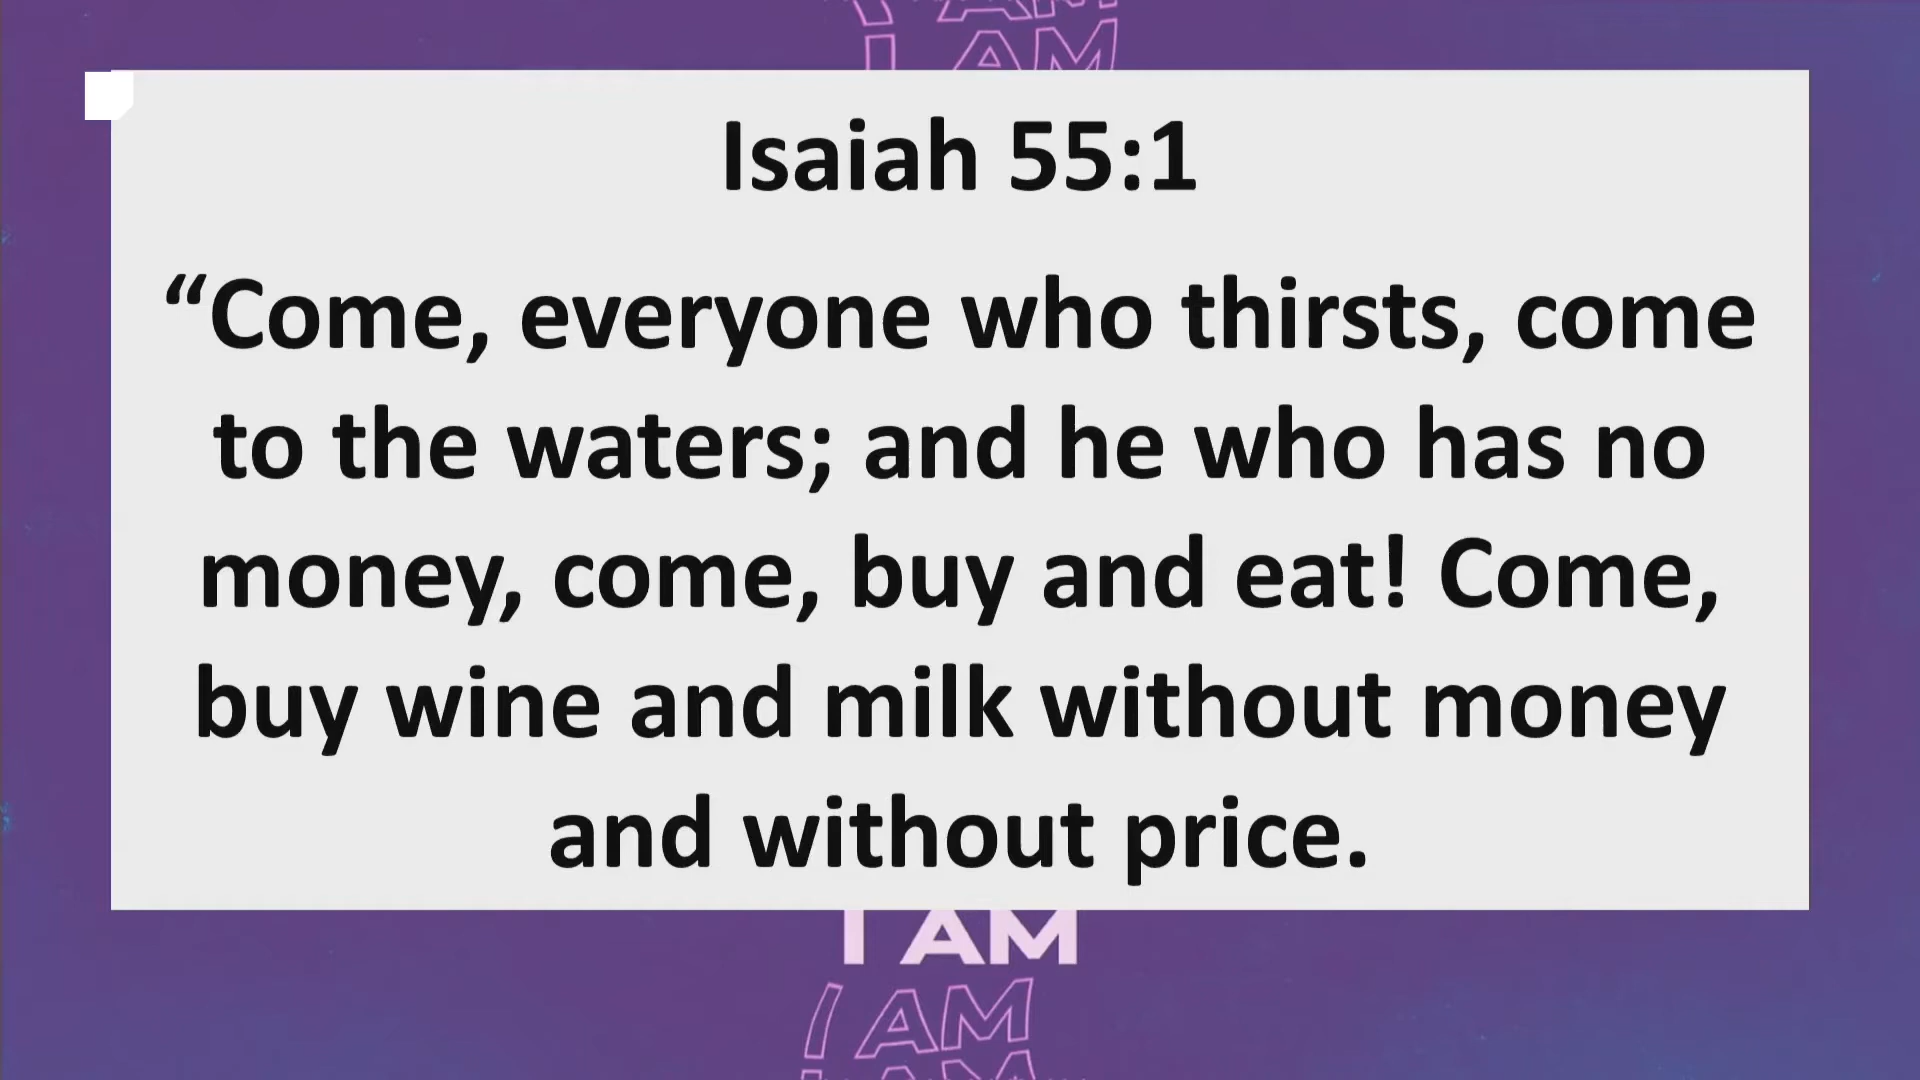 I AM
Isaiah 55:1
“Come, everyone who thirsts, come
to the waters; and he who has no
money, come, buy and eat! Come,
buy wine and milk without money
and without price.
I AM
I AM